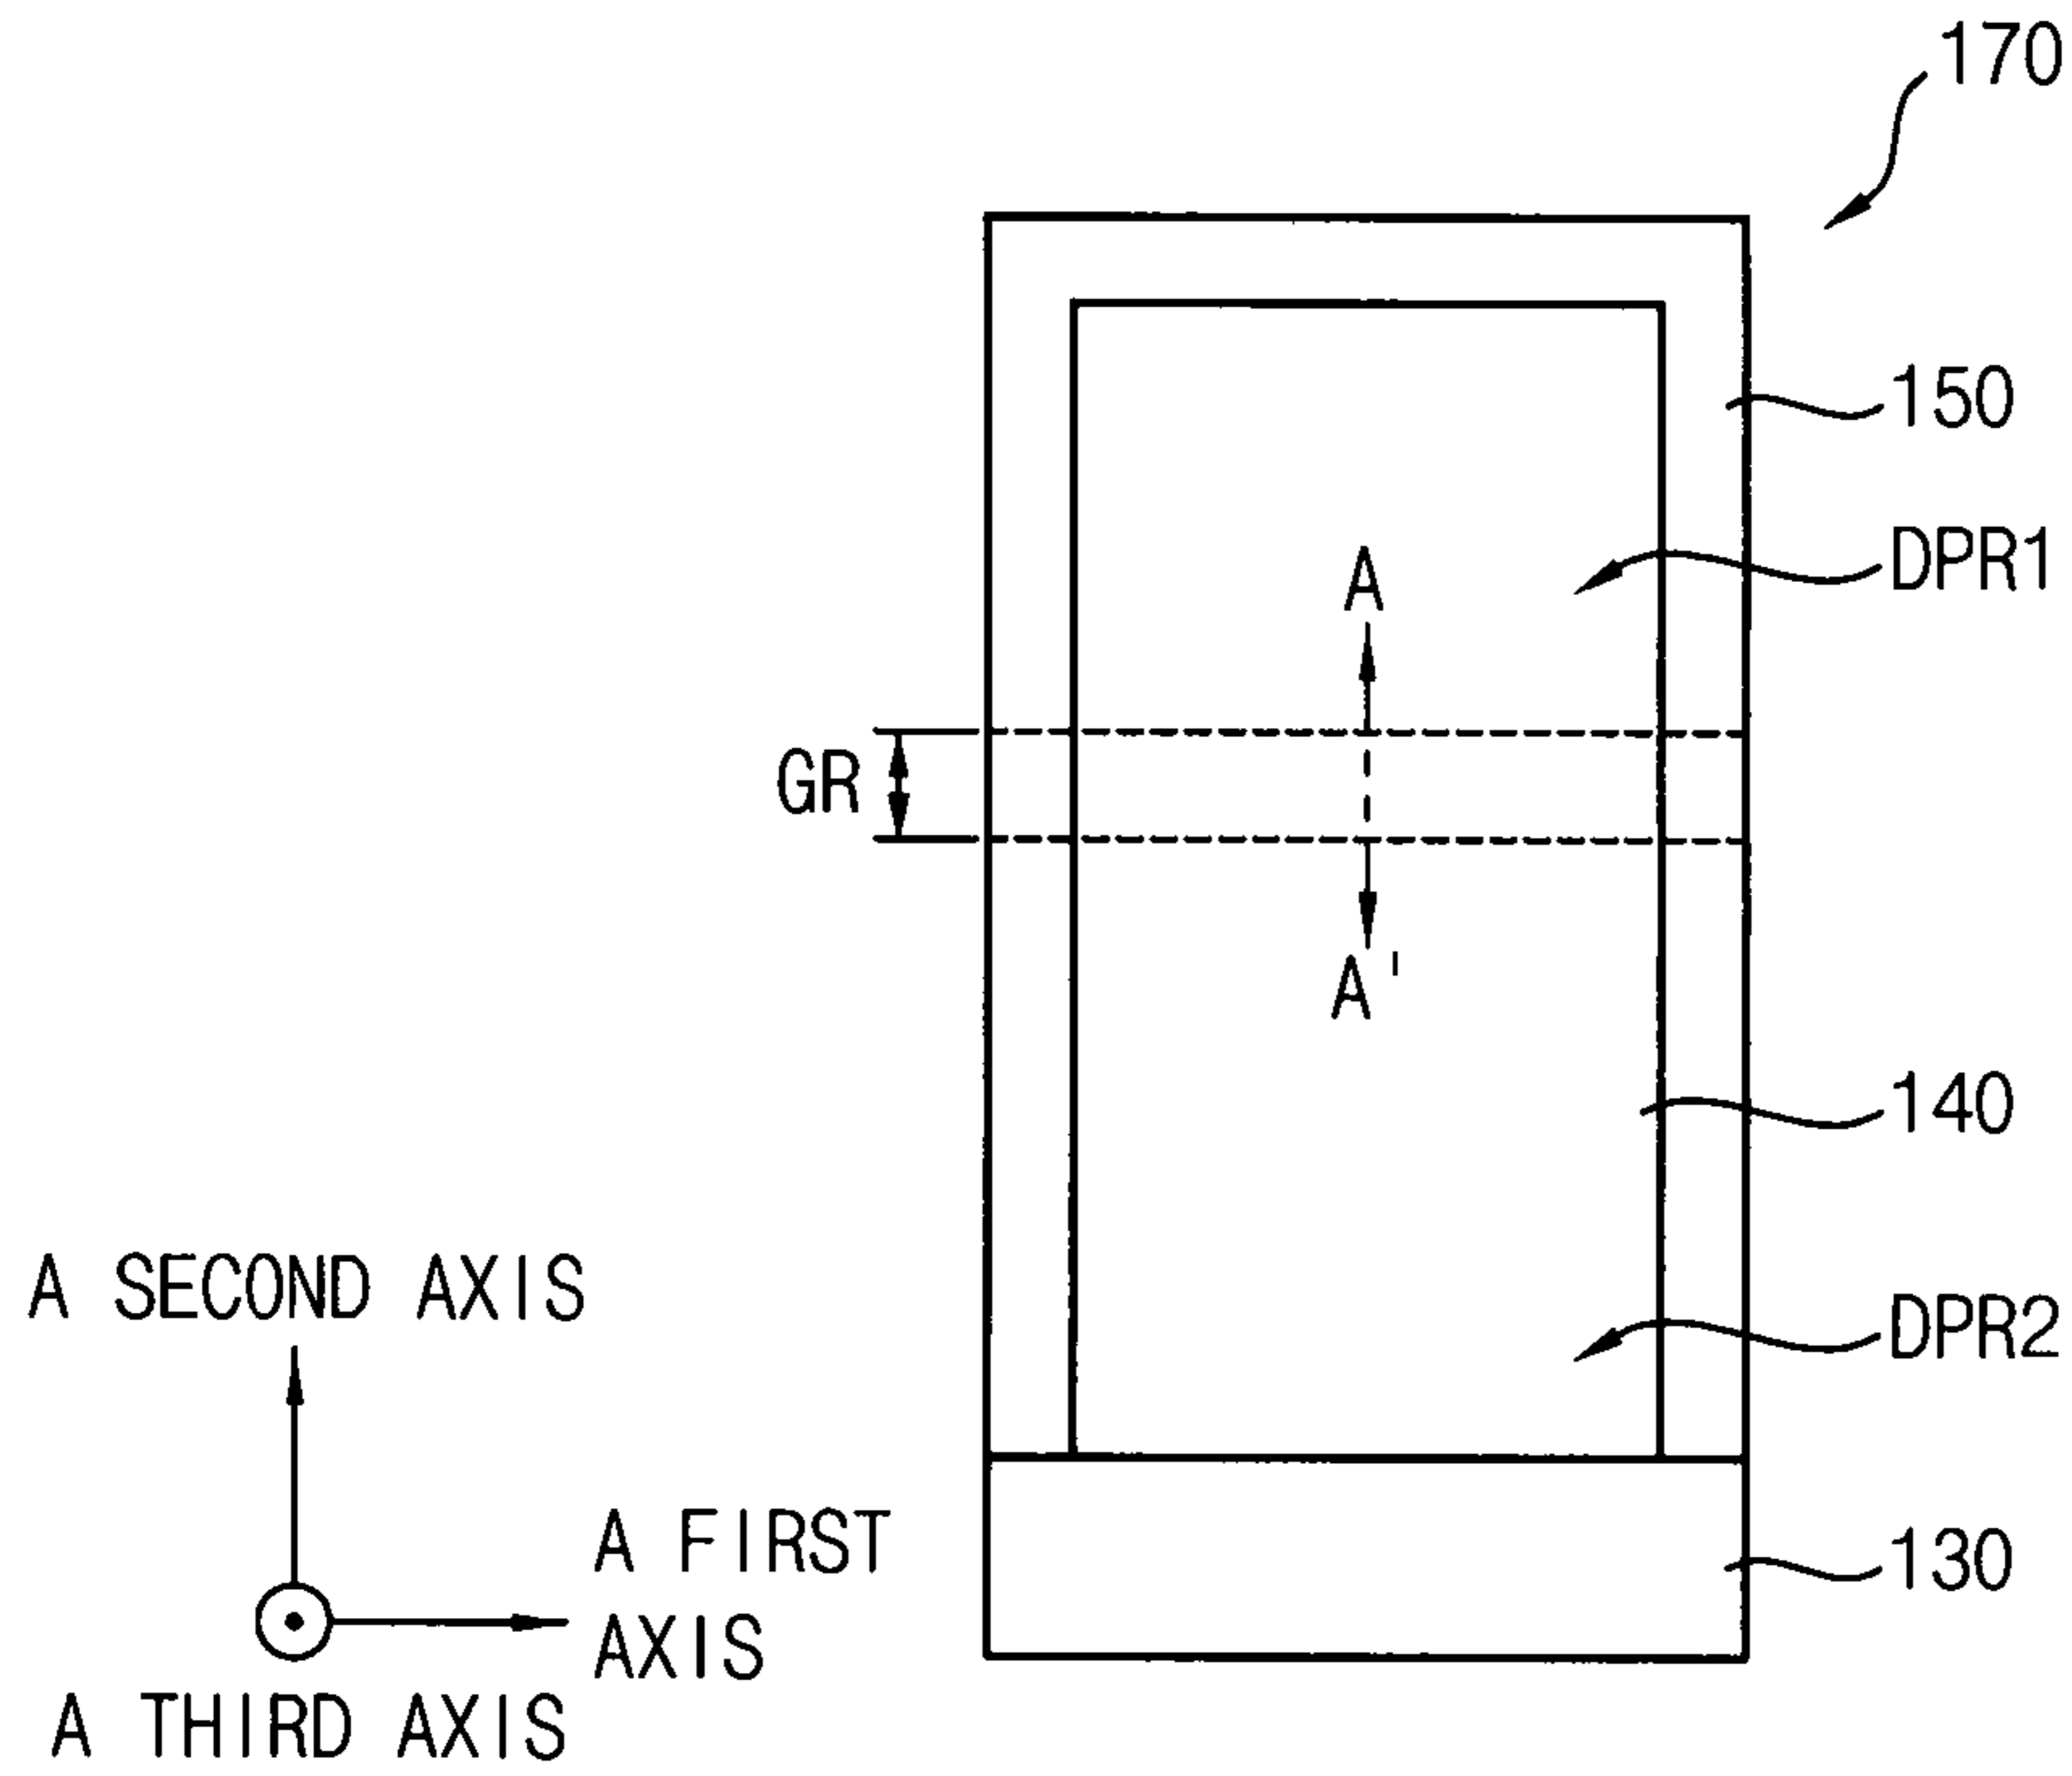 170
150
DPR1
A
GR
A'
140
A SECOND AXIS
DPR2
A FIRST
AXIS
130
A THIRD AXIS